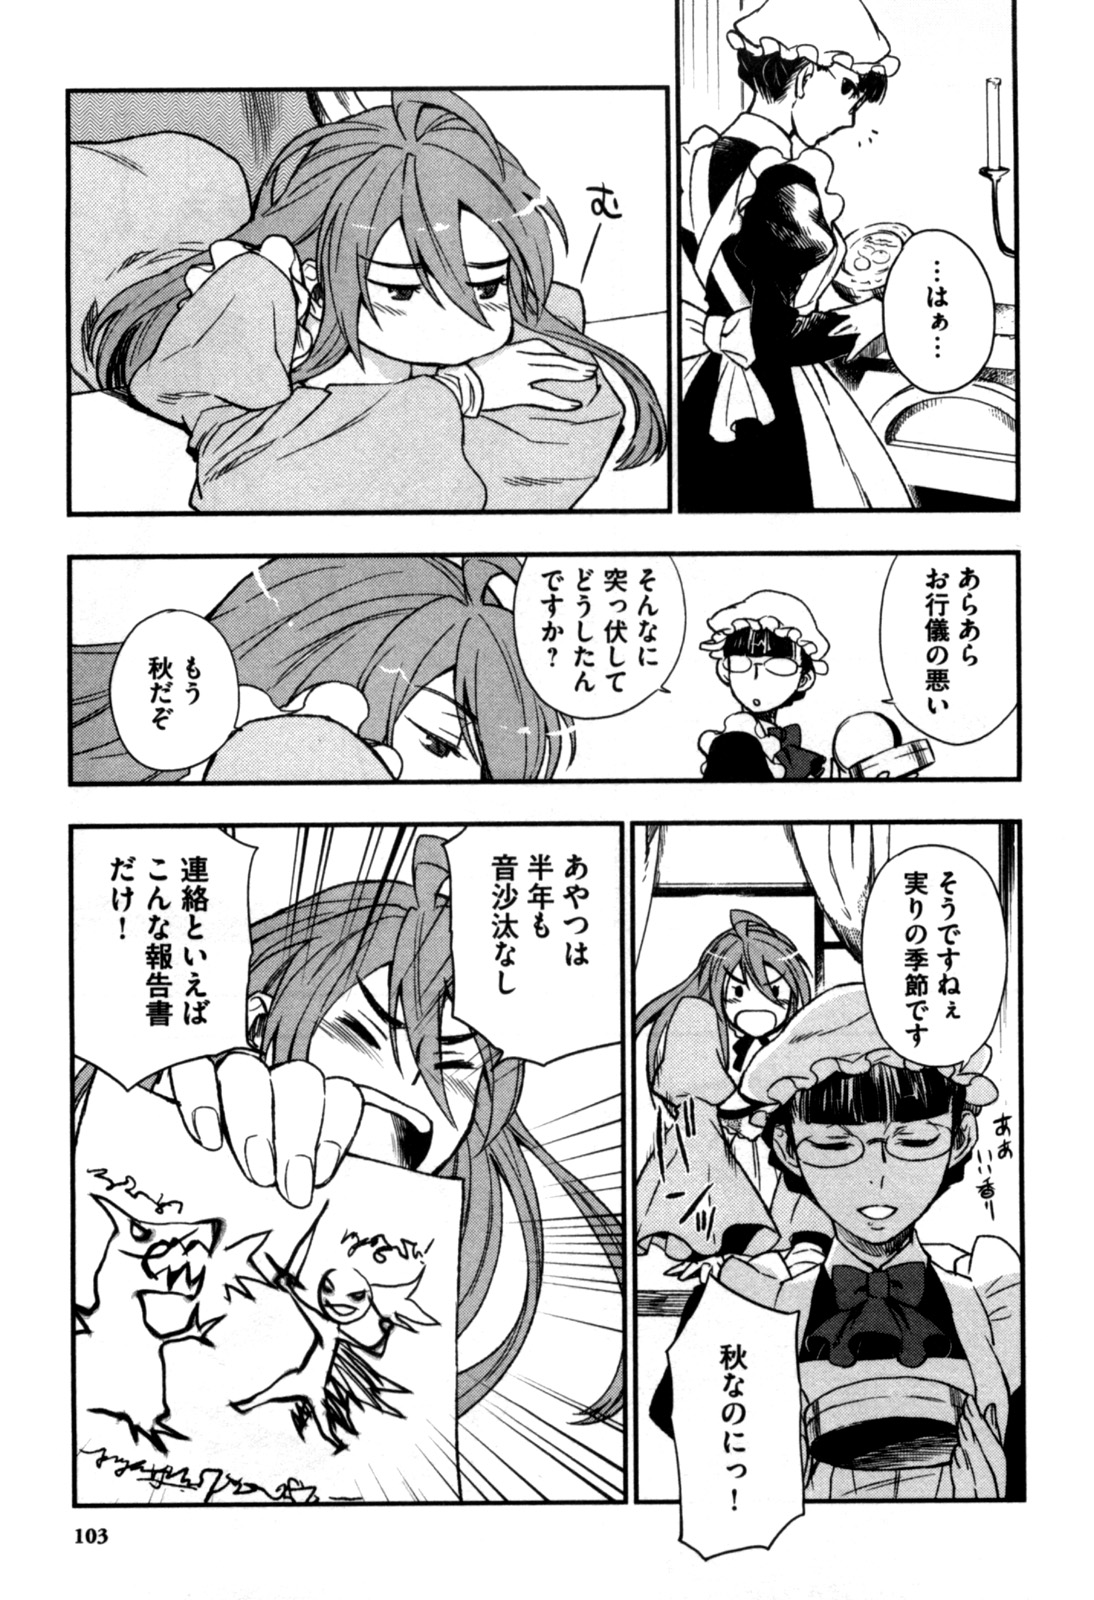 …はぁ…
む
あらあら
お行儀の悪い
そんなに
突っ伏して
どうしたん
ですか？
もう
秋だぞ
そうですねぇ
実りの季節です
ああ
いい香り
秋なのにっ！
あやつは
半年も
音沙汰なし
連絡といえば
こんな報告書
だけ！
103